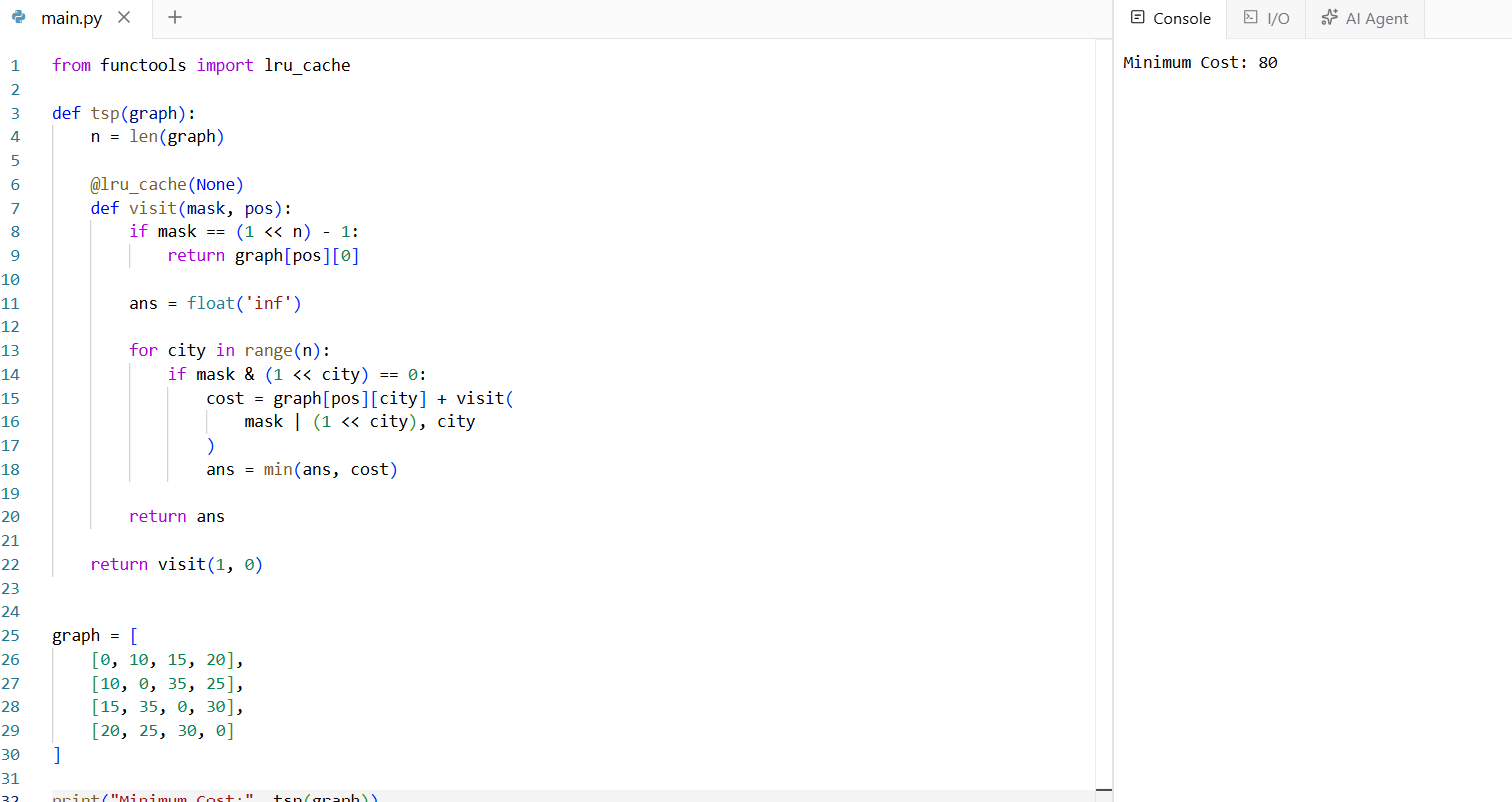 main.py
Console
I/O
AI Agent
1 from functools import lru_cache
2
3 def tsp(graph):
4     n = len(graph)
5
6     @lru_cache(None)
7     def visit(mask, pos):
8         if mask == (1 << n) - 1:
9             return graph[pos][0]
10
11         ans = float('inf')
12
13         for city in range(n):
14             if mask & (1 << city) == 0:
15                 cost = graph[pos][city] + visit(
16                     mask | (1 << city), city
17                 )
18                 ans = min(ans, cost)
19
20         return ans
21
22     return visit(1, 0)
23
24
25 graph = [
26     [0, 10, 15, 20],
27     [10, 0, 35, 25],
28     [15, 35, 0, 30],
29     [20, 25, 30, 0]
30 ]
31
32 print("Minimum Cost:", tsp(graph))
Minimum Cost: 80